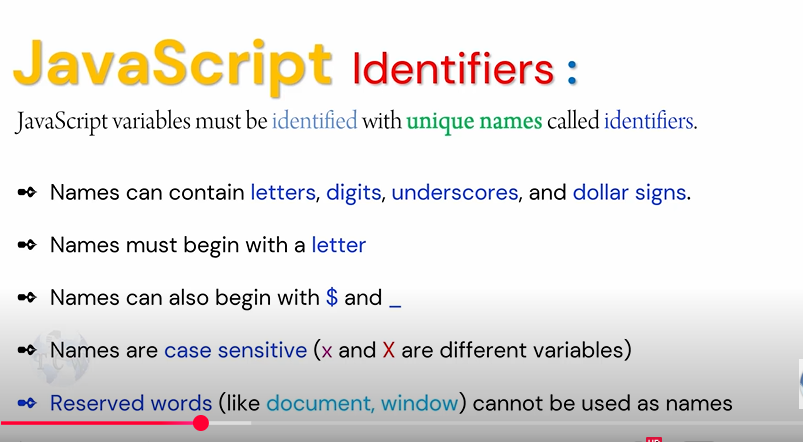 JavaScript Identifiers :
JavaScript variables must be identified with unique names called identifiers.
Names can contain letters, digits, underscores, and dollar signs.
Names must begin with a letter
Names can also begin with $ and _
Names are case sensitive (x and X are different variables)
Reserved words (like document, window) cannot be used as names